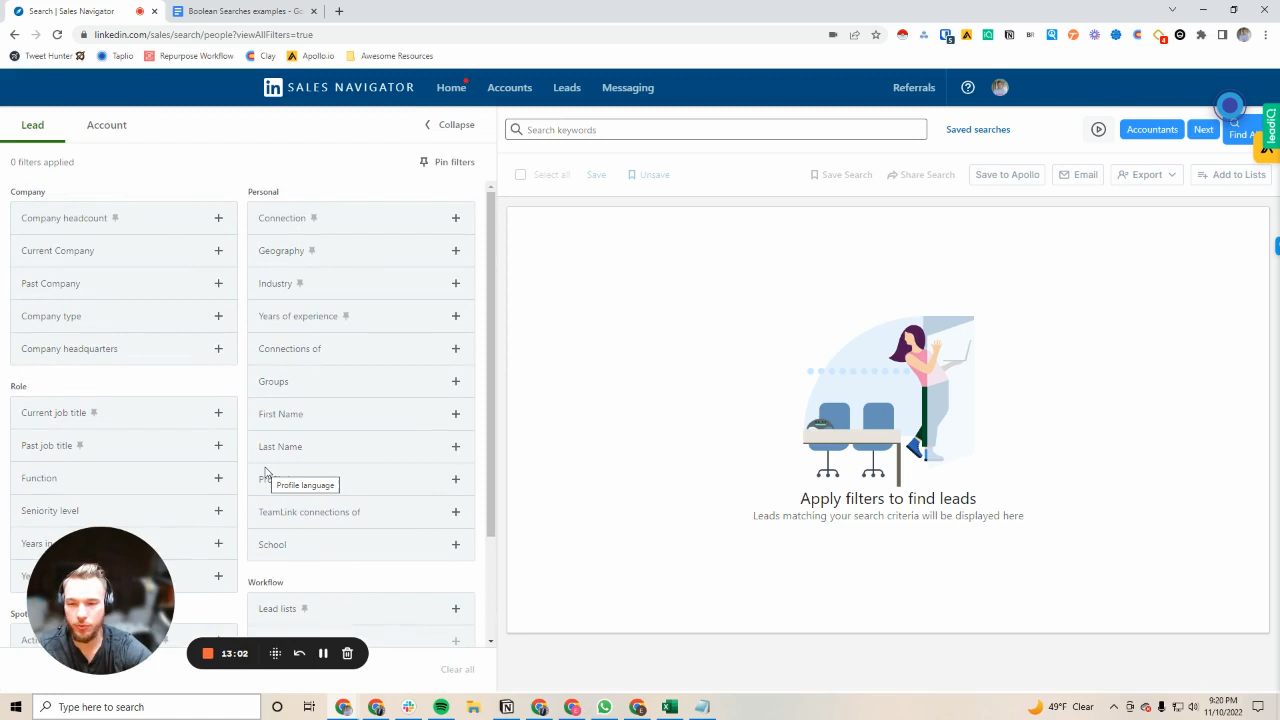 Search | Sales Navigator
Boolean Searches examples - Go
linkedin.com/sales/search/people?viewAllFilters=true
Tweet Hunter
Taplio
Repurpose Workflow
Clay
Apollo.io
Awesome Resources
in SALES NAVIGATOR
Home
Accounts
Leads
Messaging
Referrals
Lead
Account
Collapse
Search keywords
Saved searches
Accountants
Next
Find A
0 filters applied
Pin filters
Select all
Save
Unsave
Save Search
Share Search
Save to Apollo
Email
Export
Add to Lists
Company
Company headcount
Current Company
Past Company
Company type
Company headquarters
Role
Current job title
Past job title
Function
Seniority level
Years in
Ye
Spot
Acti
Personal
Connection
Geography
Industry
Years of experience
Connections of
Groups
First Name
Last Name
Profile language
TeamLink connections of
School
Workflow
Lead lists
13:02
Clear all
Apply filters to find leads
Leads matching your search criteria will be displayed here
Type here to search
49°F Clear
9:20 PM
11/10/2022